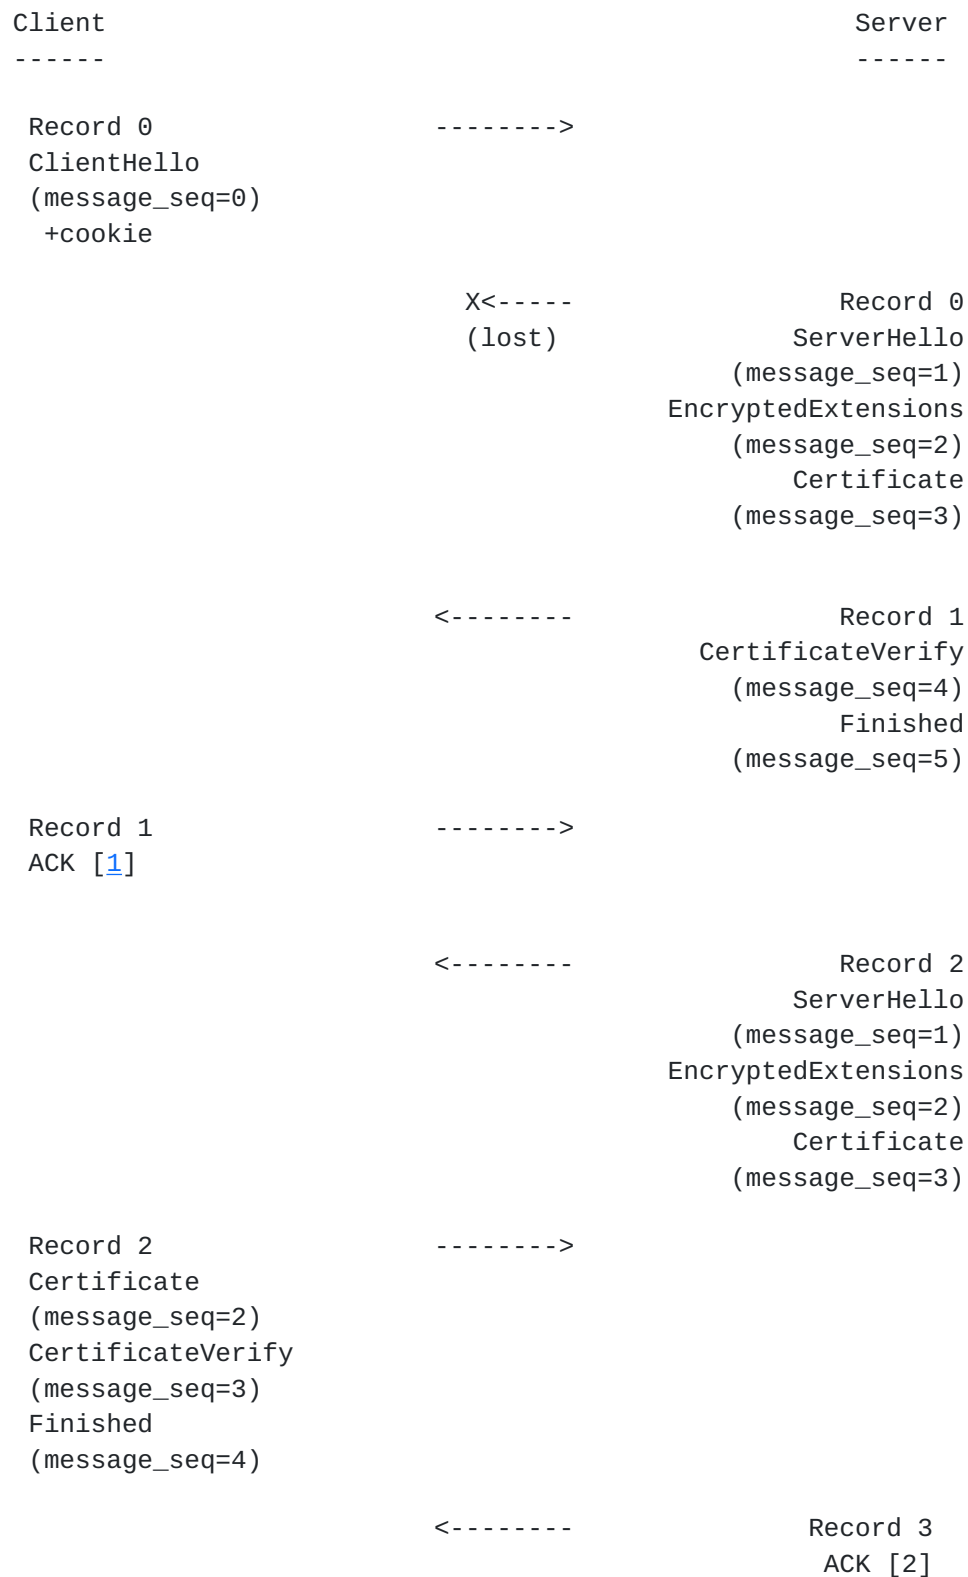 Client                                                Server
------                                                ------
Record 0                  -------->
ClientHello
(message_seq=0)
+cookie
X<-----                 Record 0
(lost)               ServerHello
(message_seq=1)
EncryptedExtensions
(message_seq=2)
Certificate
(message_seq=3)
<--------                 Record 1
CertificateVerify
(message_seq=4)
Finished
(message_seq=5)
Record 1                  -------->
ACK [1]
<--------                 Record 2
ServerHello
(message_seq=1)
EncryptedExtensions
(message_seq=2)
Certificate
(message_seq=3)
Record 2                  -------->
Certificate
(message_seq=2)
CertificateVerify
(message_seq=3)
Finished
(message_seq=4)
<--------               Record 3
ACK [2]